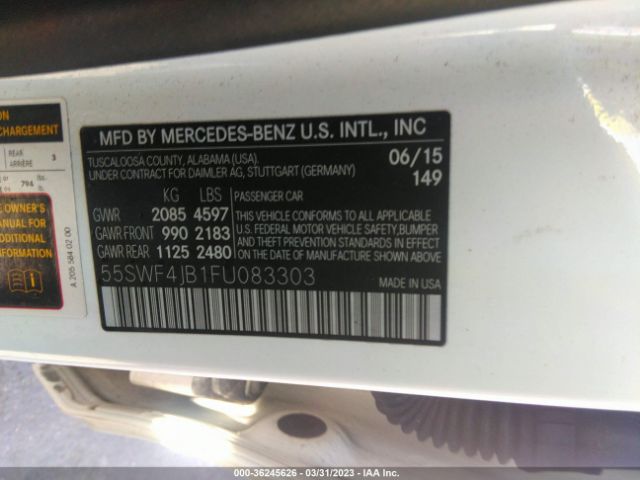 ON
CHARGEMENT
REAR
ARRIÈRE 3
794
E OWNER'S
MANUAL FOR
ADDITIONAL
INFORMATION
A 205 584 02 00
MFD BY MERCEDES-BENZ U.S. INTL., INC
TUSCALOOSA COUNTY, ALABAMA (USA).
UNDER CONTRACT FOR DAIMLER AG, STUTTGART (GERMANY)
06/15
149
KG LBS
GVWR 2085 4597
GAWR FRONT 990 2183
GAWR REAR 1125 2480
PASSENGER CAR
THIS VEHICLE CONFORMS TO ALL APPLICABLE
U.S. FEDERAL MOTOR VEHICLE SAFETY, BUMPER
AND THEFT PREVENTION STANDARDS IN EFFECT
ON THE DATE OF MANUFACTURE SHOWN ABOVE.
55SWF4JB1FU083303
MADE IN USA
000-36245626 - 03/31/2023 - IAA Inc.